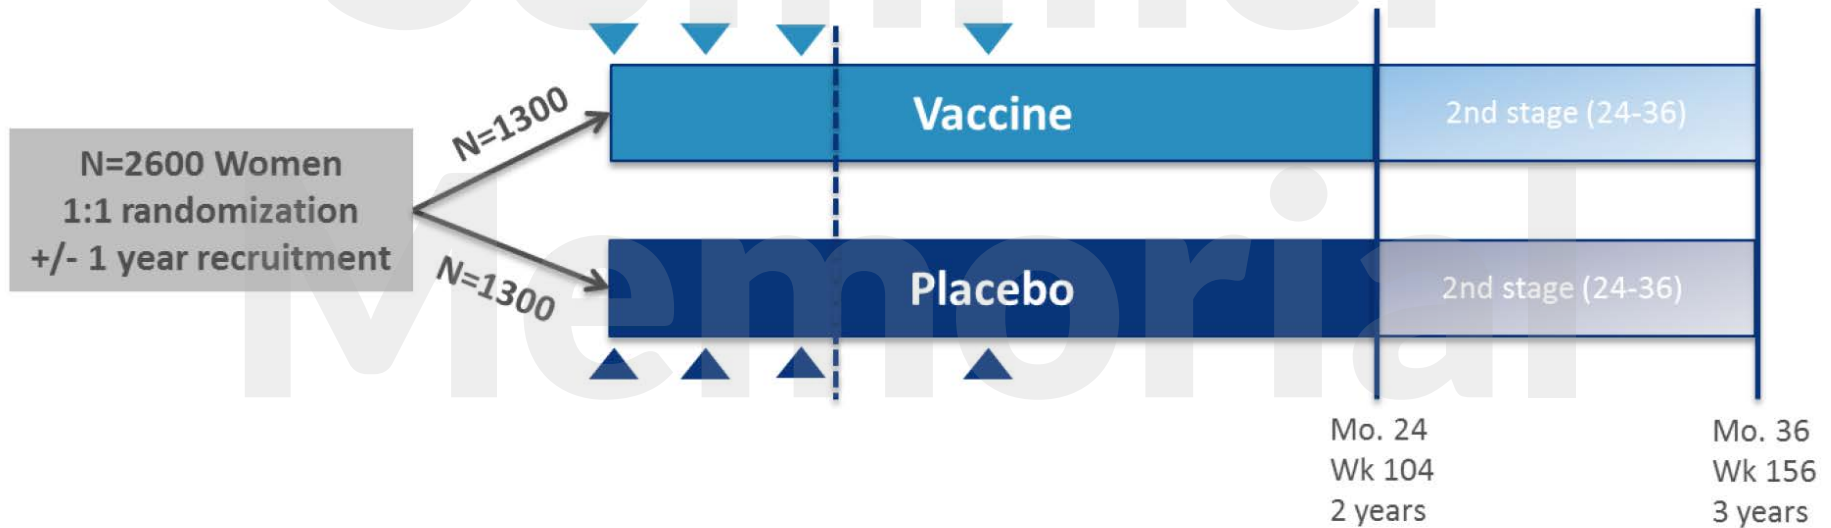 N=2600 Women
1:1 randomization
+/- 1 year recruitment
N=1300
N=1300
Vaccine
2nd stage (24-36)
Placebo
2nd stage (24-36)
Mo. 24
Wk 104
2 years
Mo. 36
Wk 156
3 years
Memorial